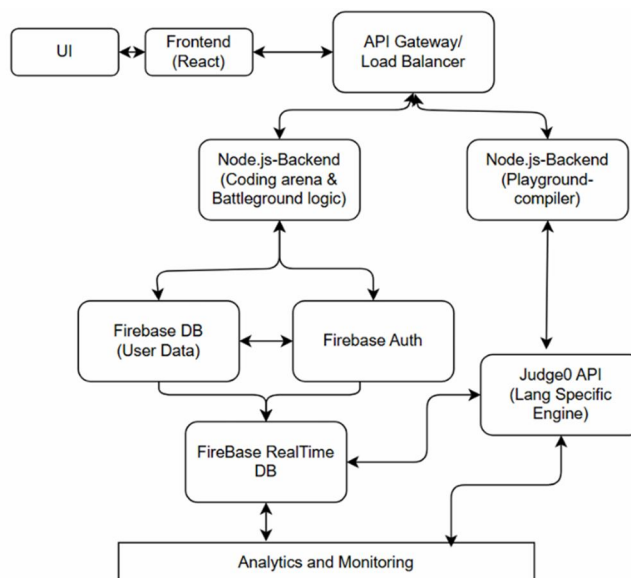 UI
Frontend
(React)
API Gateway/
Load Balancer
Node.js-Backend
(Coding arena &
Battleground logic)
Node.js-Backend
(Playground-
compiler)
Firebase DB
(User Data)
Firebase Auth
Judge0 API
(Lang Specific
Engine)
FireBase RealTime
DB
Analytics and Monitoring